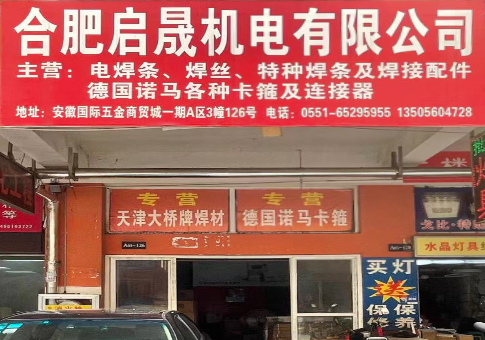 合肥启晟机电有限公司
主营：电焊条、焊丝、特种焊条及焊接配件
德国诺马各种卡箍及连接器
地址：安徽国际五金商贸城一期A区3幢126号 电话：0551-65295955 13505604728
专营
天津大桥牌焊材
专营
德国诺马卡箍
水晶灯具
买灯
保保
修养